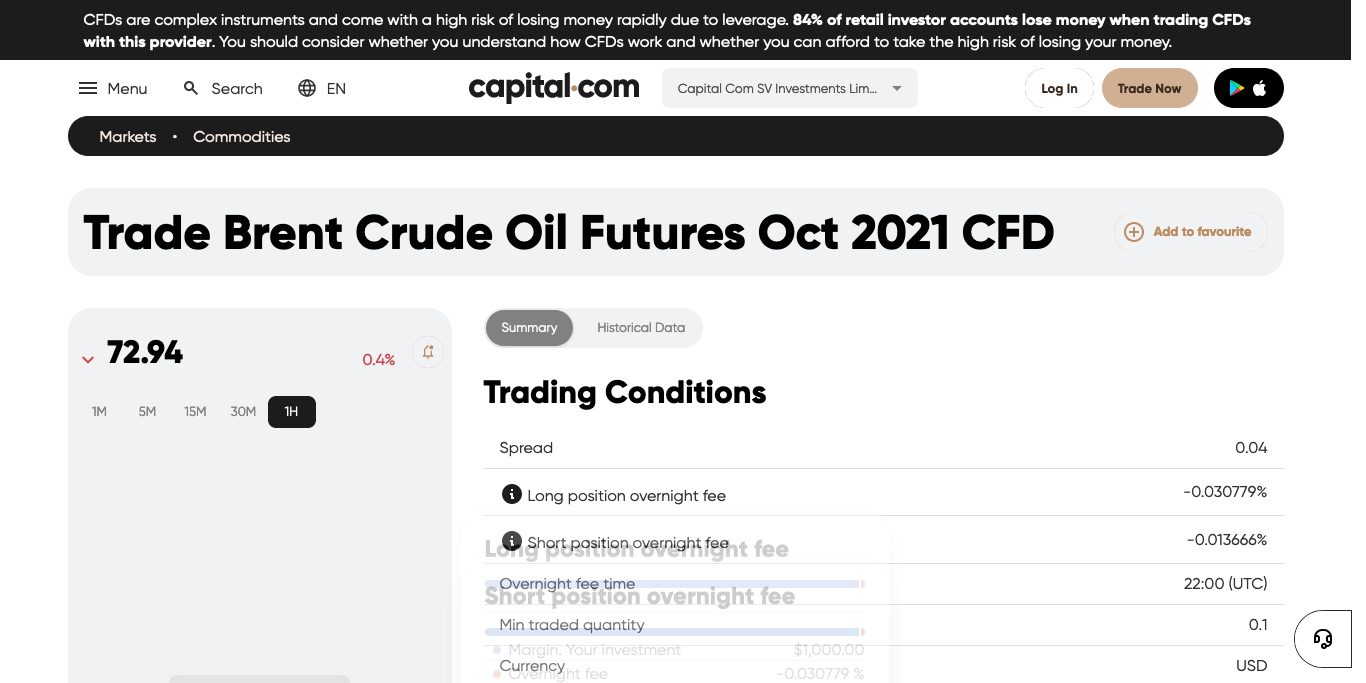 CFDs are complex instruments and come with a high risk of losing money rapidly due to leverage. 84% of retail investor accounts lose money when trading CFDs
with this provider. You should consider whether you understand how CFDs work and whether you can afford to take the high risk of losing your money.
Menu Search EN capital.com Capital Com SV Investments Lim... Log In Trade Now
Markets • Commodities
Trade Brent Crude Oil Futures Oct 2021 CFD Add to favourite
72.94 0.4%
1M 5M 15M 30M 1H
Summary Historical Data
Trading Conditions
Spread 0.04
Long position overnight fee -0.030779%
Short position overnight fee -0.013666%
Long position overnight fee
Overnight fee time 22:00 (UTC)
Short position overnight fee
Min traded quantity 0.1
Margin. Your investment $1,000.00
Currency USD
Overnight fee -0.030779 %